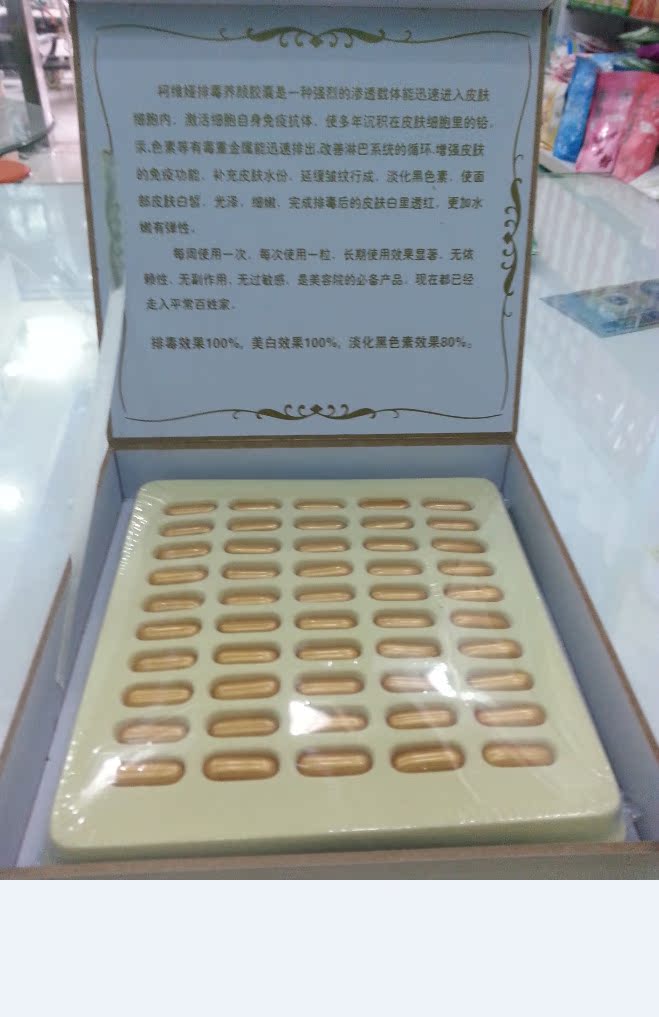 柯维娅排毒养颜胶囊是一种强烈的渗透数体能迅速进入皮肤
细胞内、激活细胞自身免疫抗体、使多年沉积在皮肤细胞里的铅、
汞、色素等有毒重金属能迅速排出、改善淋巴系统的循环、增强皮肤
的免疫功能、补充皮肤水份、延缓皱纹行成、淡化黑色素、使面
部皮肤白皙、光泽、细嫩、完成排毒后的皮肤白里透红、更加水
嫩有弹性。
每周使用一次、每次使用一粒、长期使用效果显著、无依
赖性、无副作用、无过敏感、是美容院的必备产品、现在都已经
走入平常百姓家。
排毒效果100%，美白效果100%，淡化黑色素效果80%。